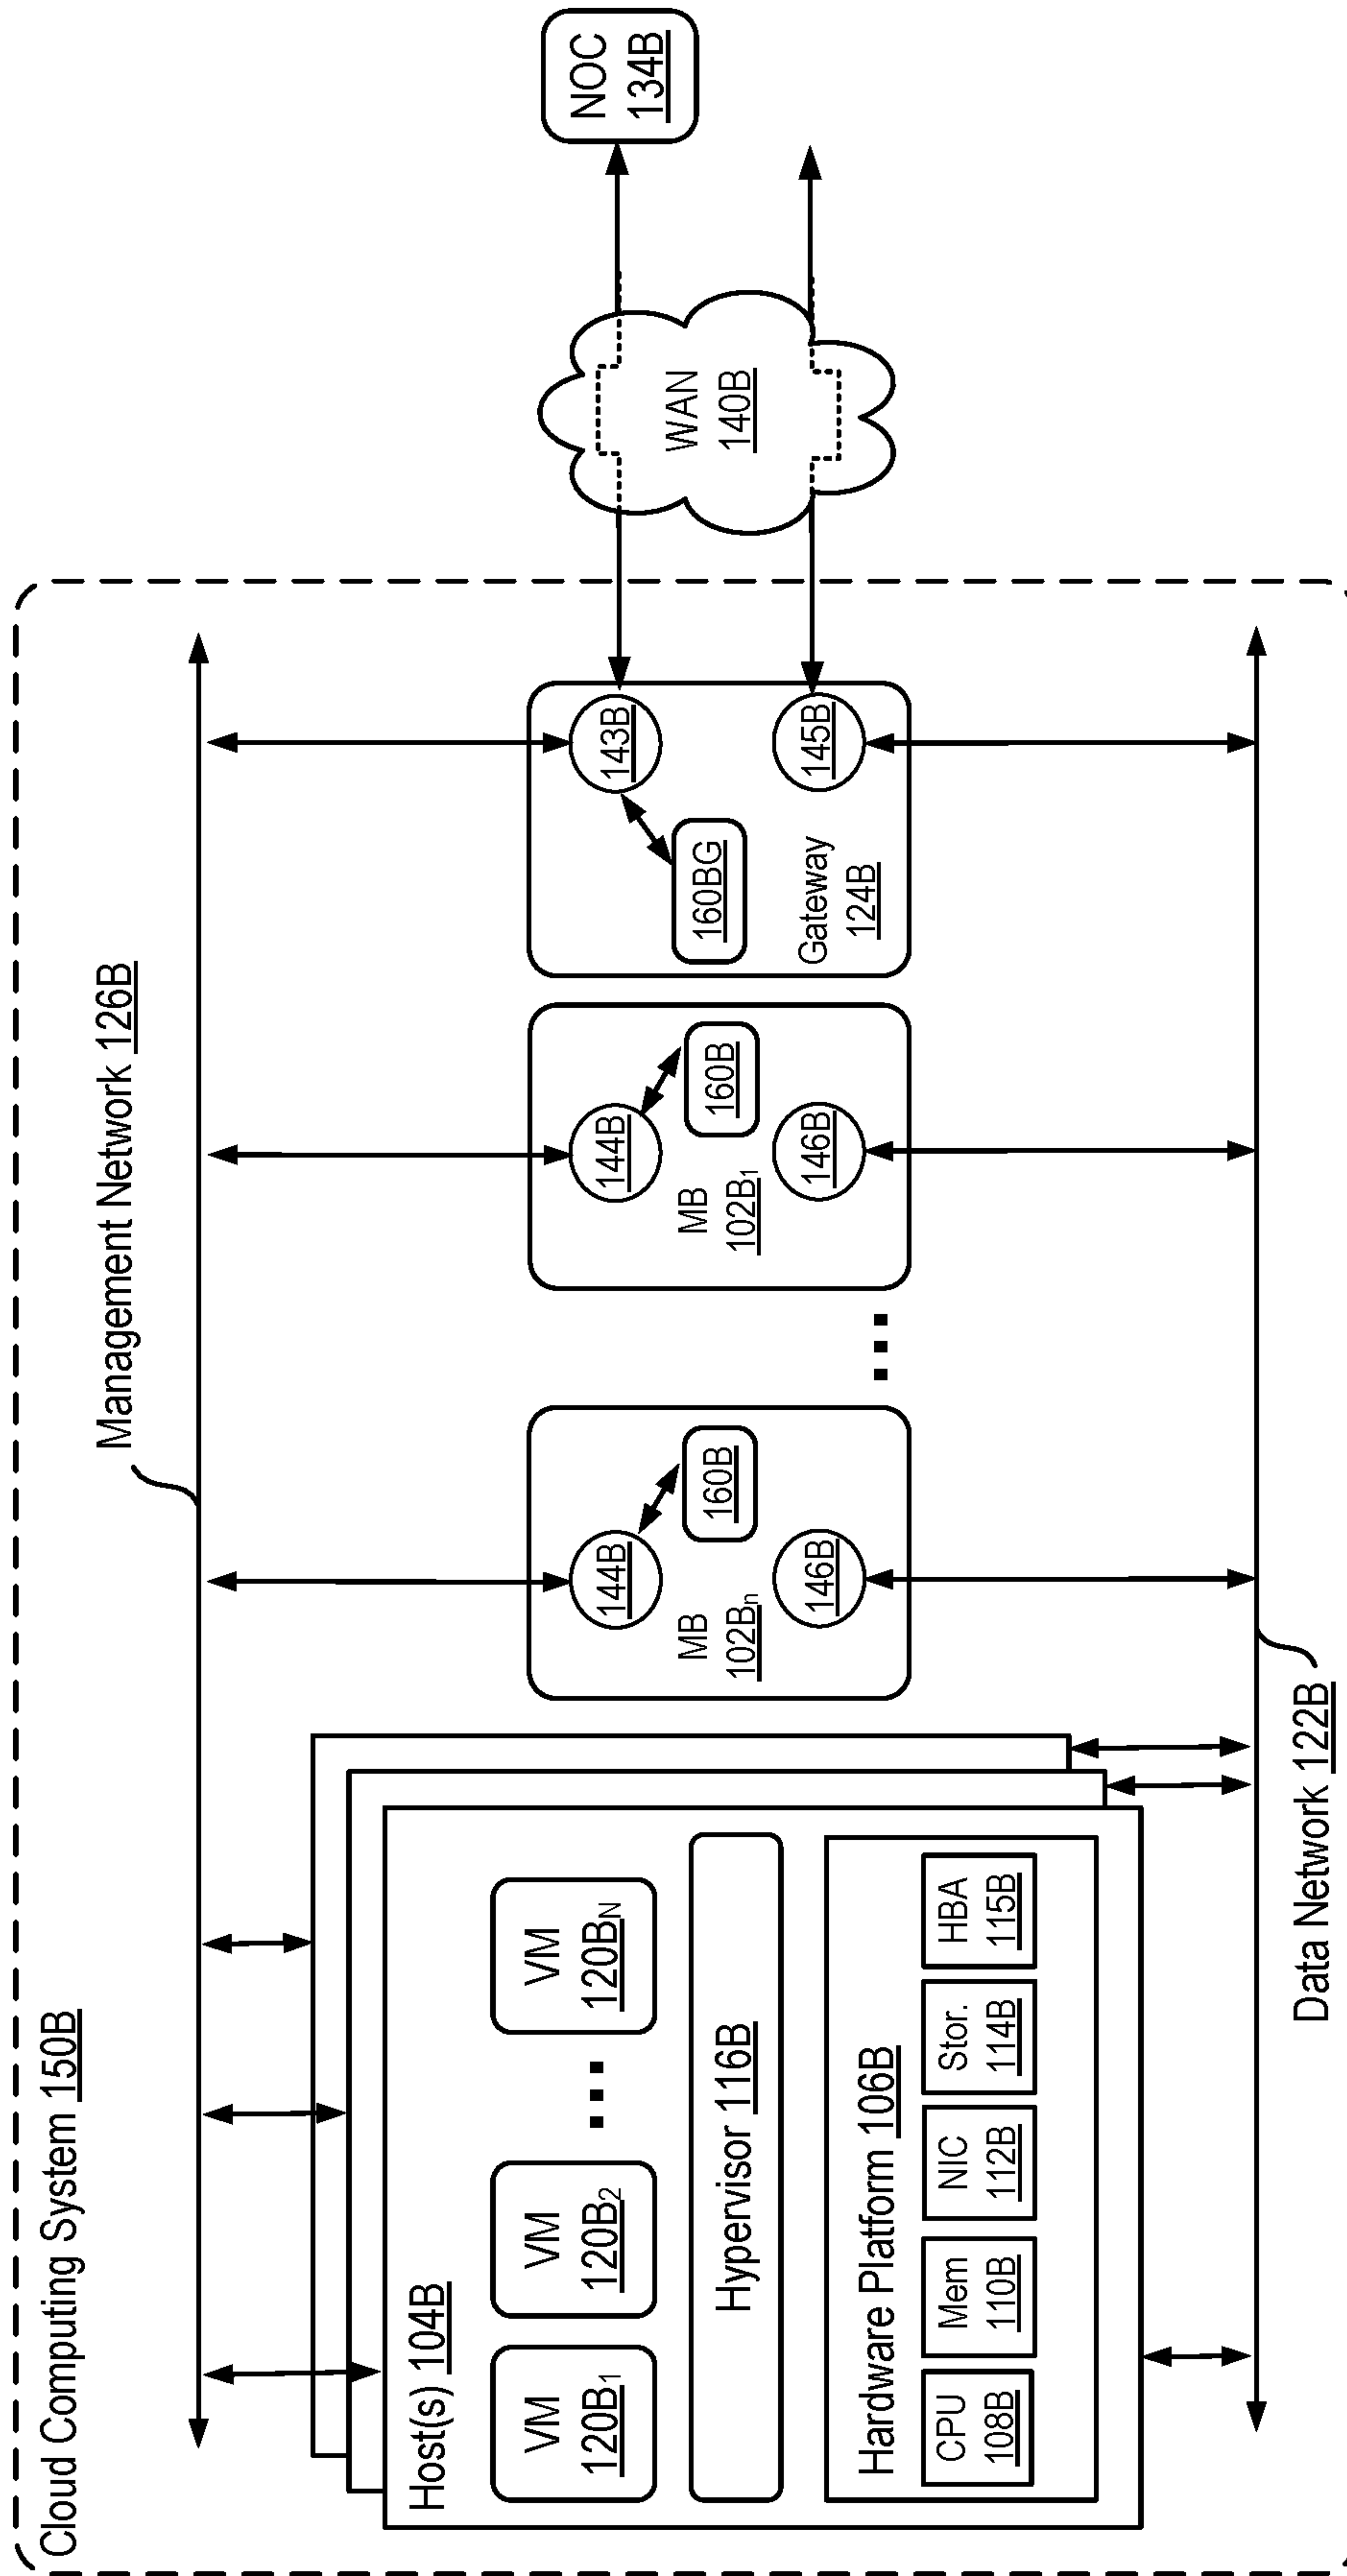 Cloud Computing System 150B
Management Network 126B
Host(s) 104B
VM
120B₁
VM
120B₂
...
VM
120Bₙ
Hypervisor 116B
Hardware Platform 106B
CPU
108B
Mem
110B
NIC
112B
Stor.
114B
HBA
115B
144B
160B
MB
102Bₙ
146B
...
144B
160B
MB
102B₁
146B
143B
160BG
Gateway
124B
145B
WAN
140B
NOC
134B
Data Network 122B